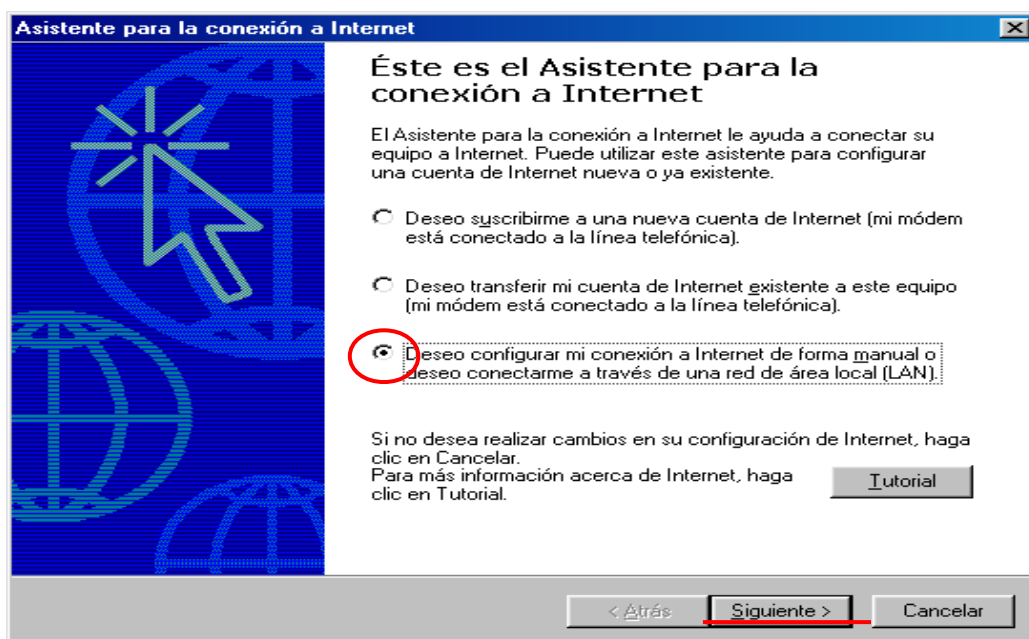 Asistente para la conexión a Internet
Éste es el Asistente para la
conexión a Internet
El Asistente para la conexión a Internet le ayuda a conectar su
equipo a Internet. Puede utilizar este asistente para configurar
una cuenta de Internet nueva o ya existente.
Deseo suscribirme a una nueva cuenta de Internet (mi módem
está conectado a la línea telefónica).
Deseo transferir mi cuenta de Internet existente a este equipo
(mi módem está conectado a la línea telefónica).
Deseo configurar mi conexión a Internet de forma manual o
deseo conectarme a través de una red de área local (LAN).
Si no desea realizar cambios en su configuración de Internet, haga
clic en Cancelar.
Para más información acerca de Internet, haga
clic en Tutorial.
Tutorial
< Atrás Siguiente > Cancelar